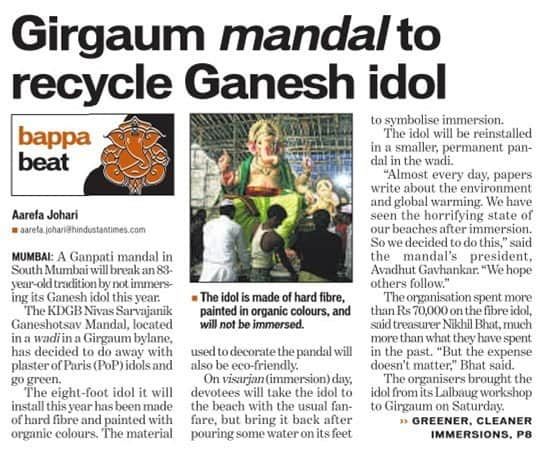 Girgaum mandal to
recycle Ganesh idol
bappa
beat
Aarefa Johari
■ aarefa.johari@hindustantimes.com
MUMBAI: A Ganpati mandal in
South Mumbai will break an 83-
year-old tradition by not immers-
ing its Ganesh idol this year.
The KDGB Nivas Sarvajanik
Ganeshotsav Mandal, located
in a wadi in a Girgaum bylane,
has decided to do away with
plaster of Paris (PoP) idols and
go green.
The eight-foot idol it will
install this year has been made
of hard fibre and painted with
organic colours. The material
■ The idol is made of hard fibre,
painted in organic colours, and
will not be immersed.
used to decorate the pandal will
also be eco-friendly.
On visarjan (immersion) day,
devotees will take the idol to
the beach with the usual fan-
fare, but bring it back after
pouring some water on its feet
to symbolise immersion.
The idol will be reinstalled
in a smaller, permanent pan-
dal in the wadi.
“Almost every day, papers
write about the environment
and global warming. We have
seen the horrifying state of
our beaches after immersion.
So we decided to do this,” said
the mandal’s president,
Avadhut Gavhankar. “We hope
others follow.”
The organisation spent more
than Rs 70,000 on the fibre idol,
said treasurer Nikhil Bhat, much
more than what they have spent
in the past. “But the expense
doesn't matter,” Bhat said.
The organisers brought the
idol from its Lalbaug workshop
to Girgaum on Saturday.
›› GREENER, CLEANER
IMMERSIONS, P8